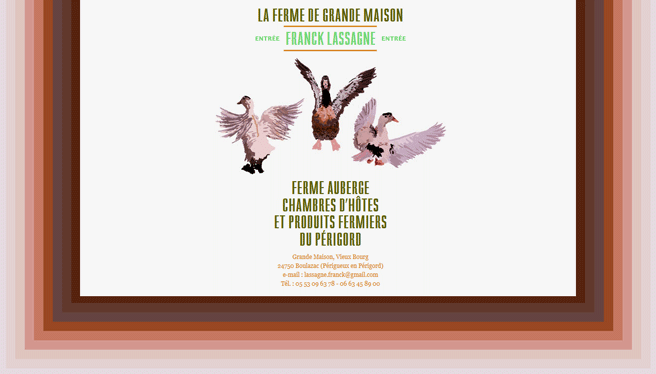 LA FERME DE GRANDE MAISON
ENTRÉE FRANCK LASSAGNE ENTRÉE
FERME AUBERGE
CHAMBRES D'HÔTES
ET PRODUITS FERMIERS
DU PÉRIGORD
Grande Maison, Vieux Bourg
24750 Boulazac (Périgueux en Périgord)
e-mail : lassagne.franck@gmail.com
Tél. : 05 53 09 63 78 - 06 63 45 89 00